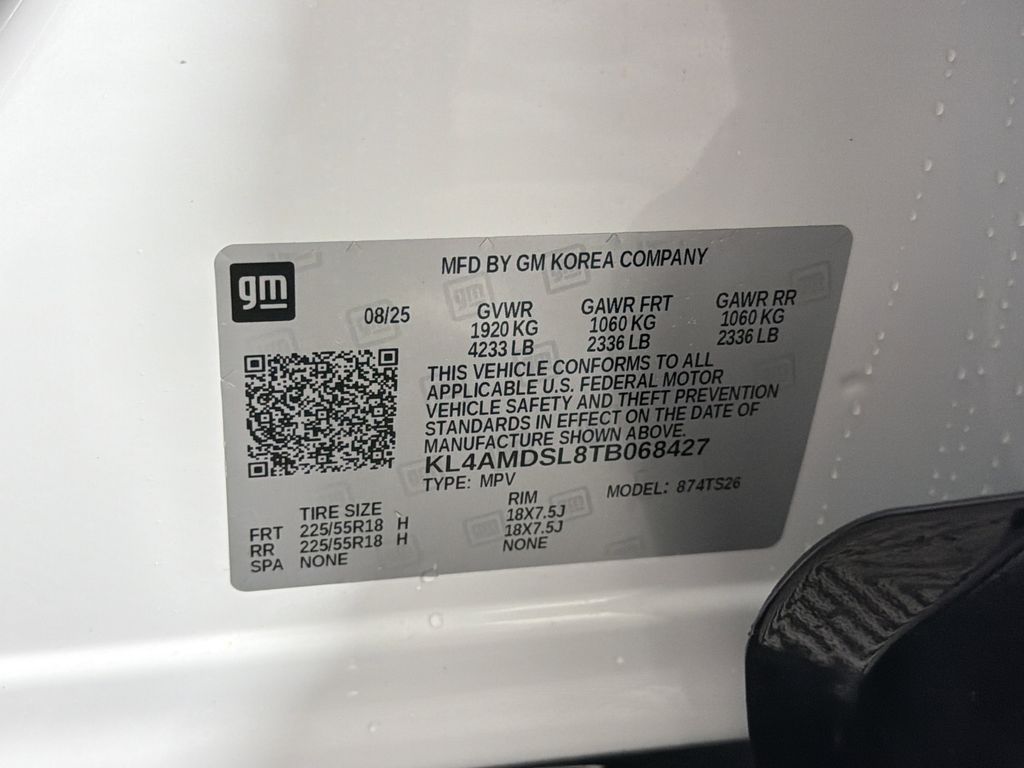 gm
MFD BY GM KOREA COMPANY
08/25
GVWR GAWR FRT GAWR RR
1920 KG 1060 KG 1060 KG
4233 LB 2336 LB 2336 LB
THIS VEHICLE CONFORMS TO ALL
APPLICABLE U.S. FEDERAL MOTOR
VEHICLE SAFETY AND THEFT PREVENTION
STANDARDS IN EFFECT ON THE DATE OF
MANUFACTURE SHOWN ABOVE.
KL4AMDSL8TB068427
TYPE: MPV
MODEL: 874TS26
TIRE SIZE RIM
FRT 225/55R18 H 18X7.5J
RR 225/55R18 H 18X7.5J
SPA NONE NONE